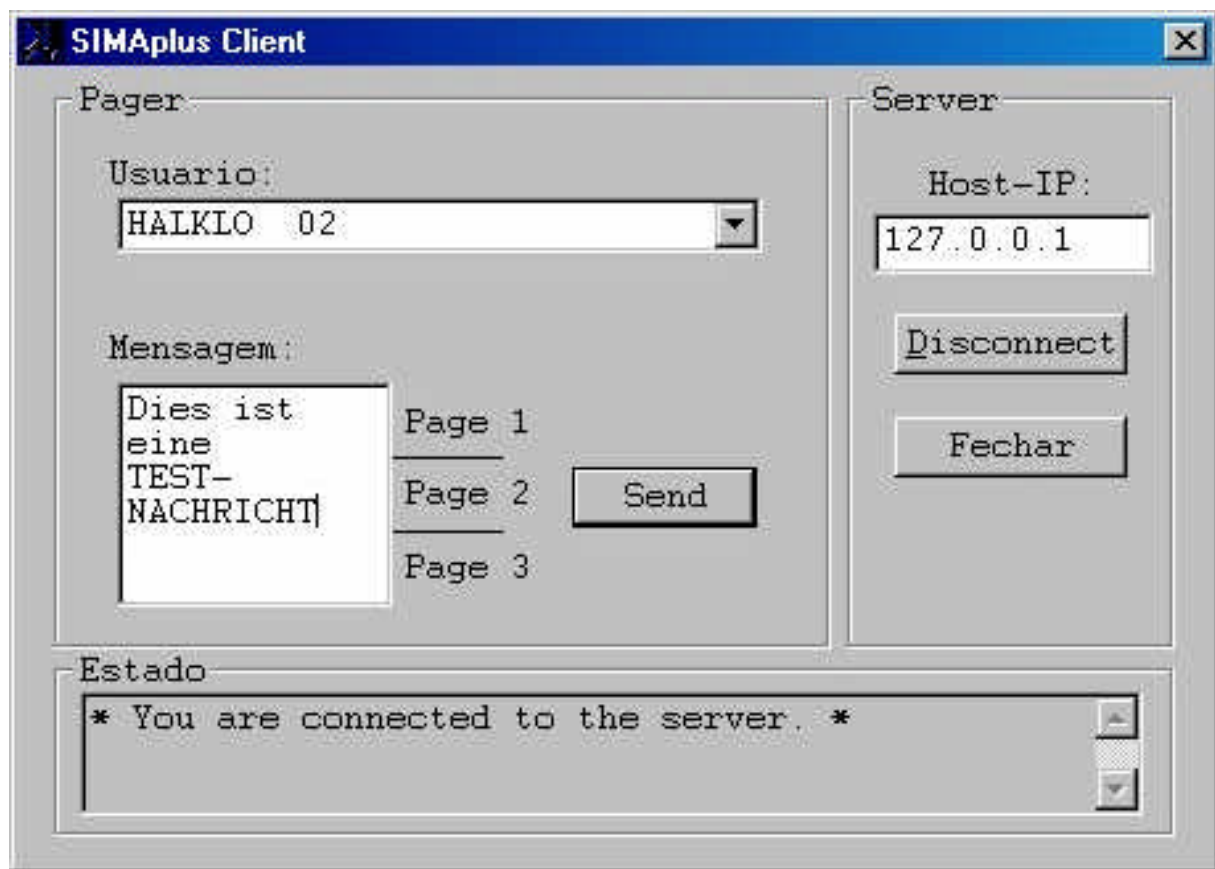 SIMAplus Client
Pager
Usuario:
HALKLO 02
Mensagem:
Dies ist
eine
TEST-
NACHRICHT
Page 1
Page 2
Page 3
Send
Server
Host-IP:
127.0.0.1
Disconnect
Fechar
Estado
* You are connected to the server. *